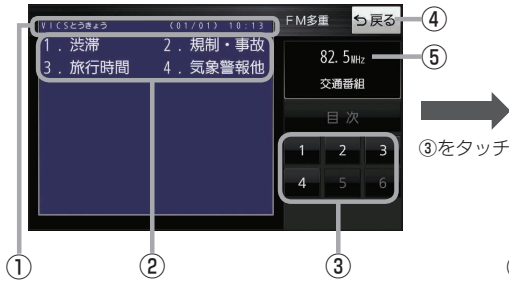 VICSとうきょう (01/01) 10:13 FM多重 戻る ④
①
1．渋滞 2．規制・事故
3．旅行時間 4．気象警報他
82.5MHz ⑤
交通番組
目次
1 2 3
4 5 6
③をタッチ
① ② ③